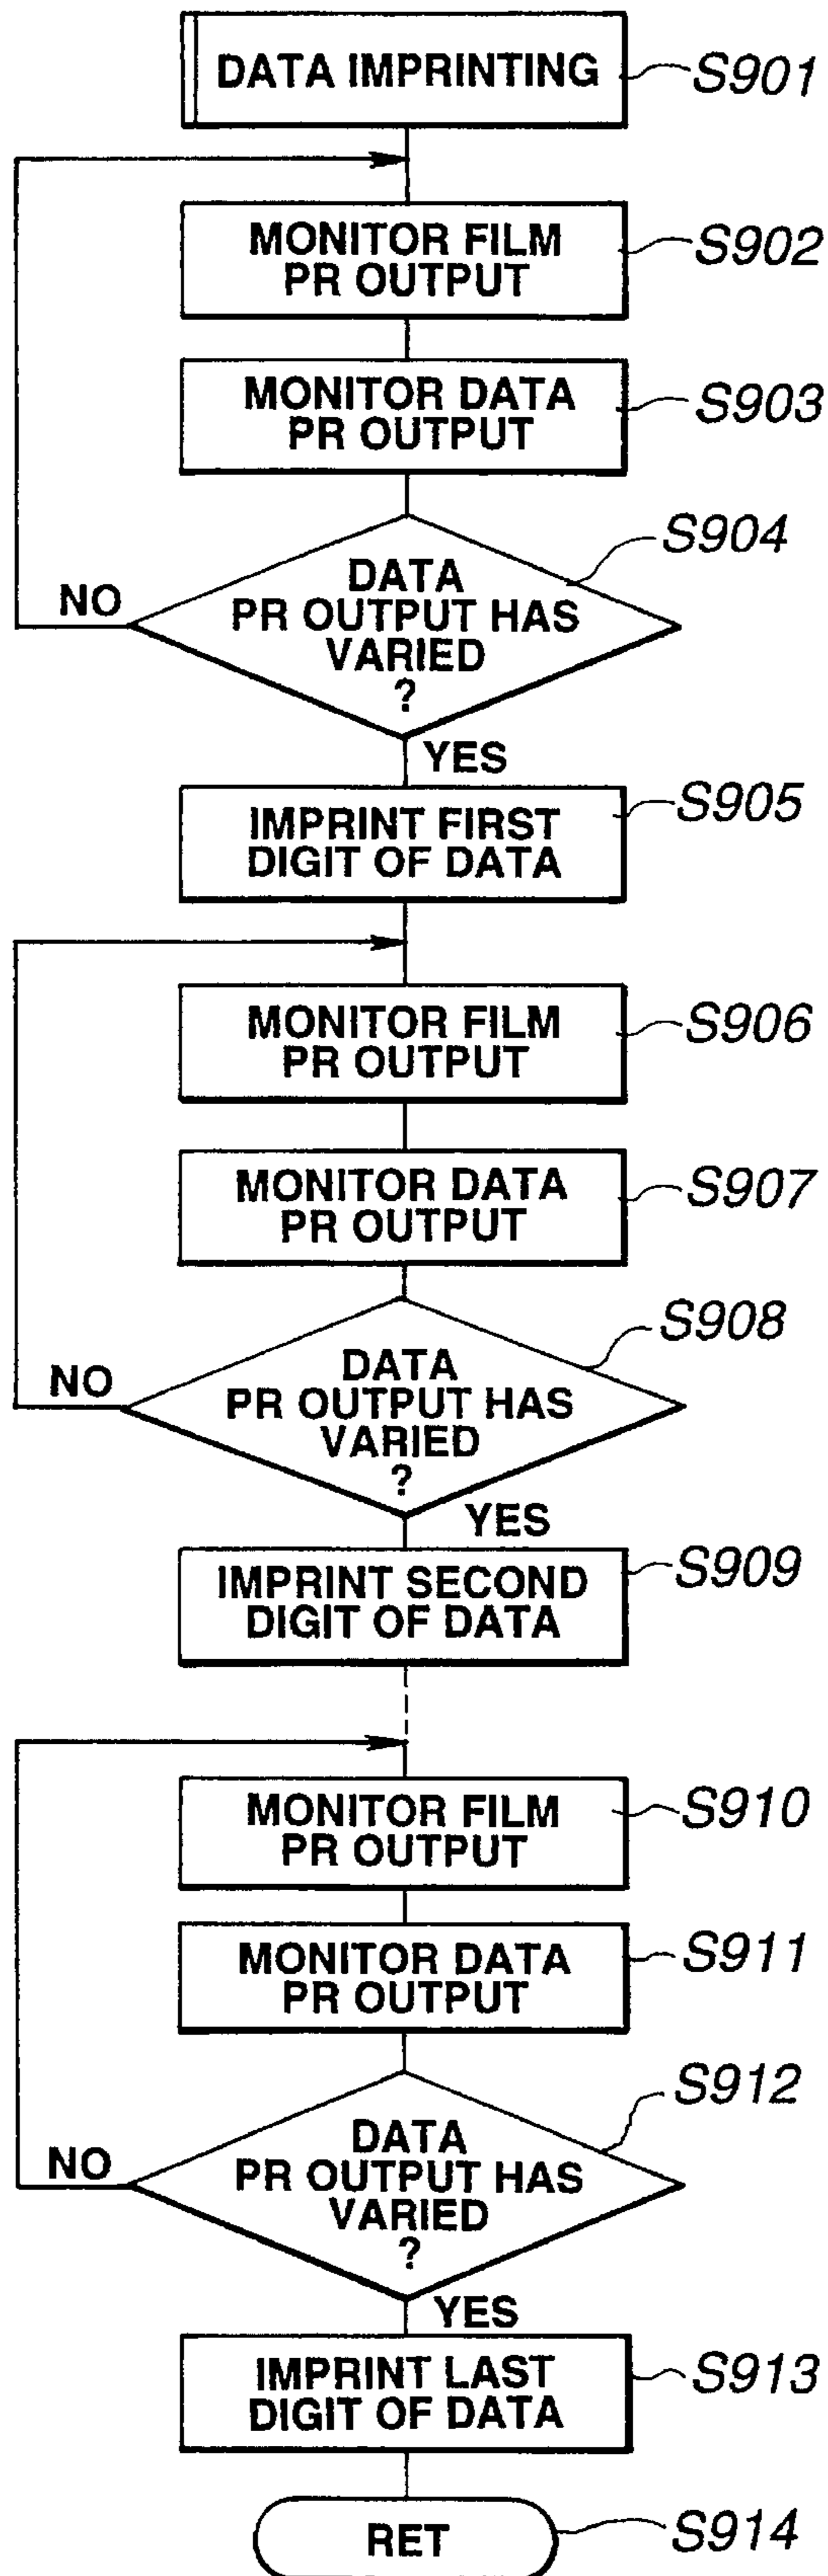 DATA IMPRINTING
S901
MONITOR FILM
PR OUTPUT
S902
MONITOR DATA
PR OUTPUT
S903
S904
DATA
PR OUTPUT HAS
VARIED
?
NO
YES
IMPRINT FIRST
DIGIT OF DATA
S905
MONITOR FILM
PR OUTPUT
S906
MONITOR DATA
PR OUTPUT
S907
S908
DATA
PR OUTPUT HAS
VARIED
?
NO
YES
IMPRINT SECOND
DIGIT OF DATA
S909
MONITOR FILM
PR OUTPUT
S910
MONITOR DATA
PR OUTPUT
S911
S912
DATA
PR OUTPUT HAS
VARIED
?
NO
YES
IMPRINT LAST
DIGIT OF DATA
S913
RET
S914